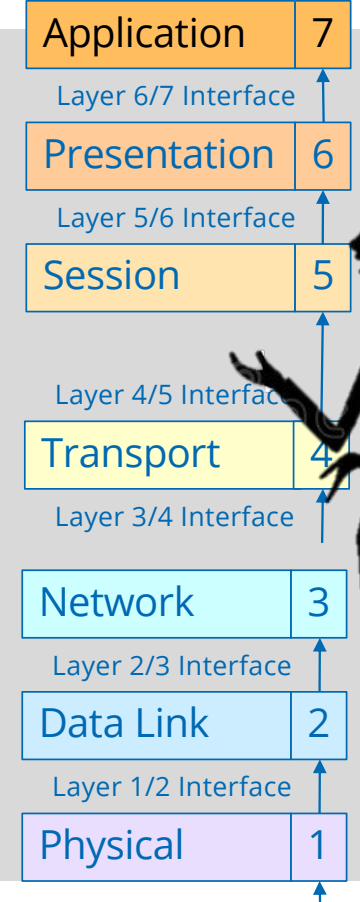 Application 7
Layer 6/7 Interface
Presentation 6
Layer 5/6 Interface
Session 5
Layer 4/5 Interface
Transport 4
Layer 3/4 Interface
Network 3
Layer 2/3 Interface
Data Link 2
Layer 1/2 Interface
Physical 1